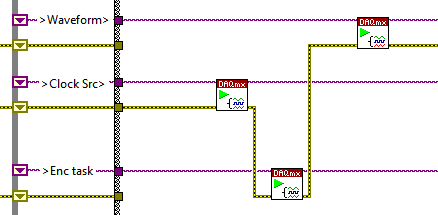 >Waveform>
DAQmx
>Clock Src>
DAQmx
>Enc task
DAQmx